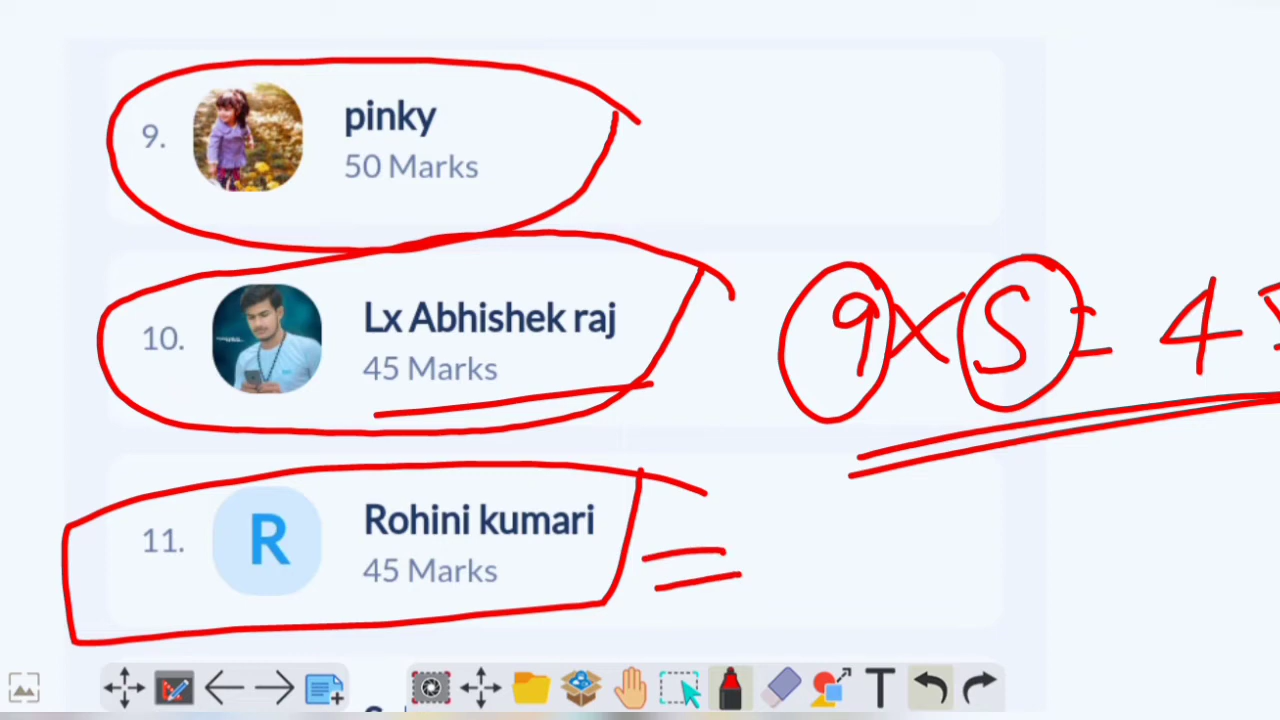 9.
pinky
50 Marks
10.
Lx Abhishek raj
45 Marks
9 x 5 = 4
11.
R
Rohini kumari
45 Marks
=
T